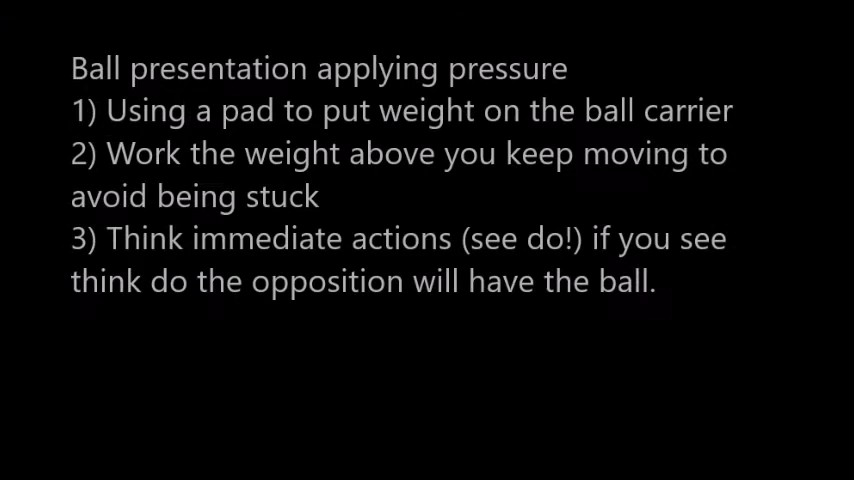 Ball presentation applying pressure
1) Using a pad to put weight on the ball carrier
2) Work the weight above you keep moving to
avoid being stuck
3) Think immediate actions (see do!) if you see
think do the opposition will have the ball.